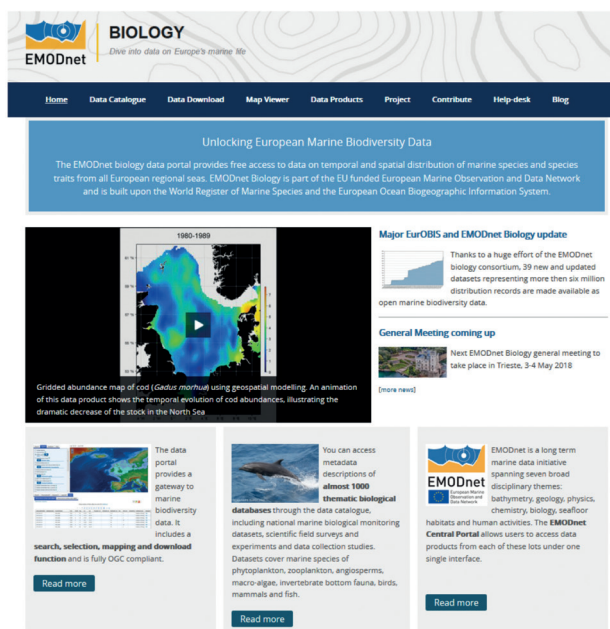 EMODnet
BIOLOGY
Dive into data on Europe's marine life
Home Data Catalogue Data Download Map Viewer Data Products Project Contribute Help-desk Blog
Unlocking European Marine Biodiversity Data
The EMODnet biology data portal provides free access to data on temporal and spatial distribution of marine species and species
traits from all European regional seas. EMODnet Biology is part of the EU funded European Marine Observation and Data Network
and is built upon the World Register of Marine Species and the European Ocean Biogeographic Information System.
1980-1989
Gridded abundance map of cod (Gadus morhua) using geospatial modelling. An animation
of this data product shows the temporal evolution of cod abundances, illustrating the
dramatic decrease of the stock in the North Sea
Major EurOBIS and EMODnet Biology update
Thanks to a huge effort of the EMODnet
biology consortium, 39 new and updated
datasets representing more then six million
distribution records are made available as
open marine biodiversity data.
General Meeting coming up
Next EMODnet Biology general meeting to
take place in Trieste, 3-4 May 2018
[more news]
The data
portal
provides a
gateway to
marine
biodiversity
data. It
includes a
search, selection, mapping and download
function and is fully OGC compliant.
Read more
You can access
metadata
descriptions of
almost 1000
thematic biological
databases through the data catalogue,
including national marine biological monitoring
datasets, scientific field surveys and
experiments and data collection studies.
Datasets cover marine species of
phytoplankton, zooplankton, angiosperms,
macro-algae, invertebrate bottom fauna, birds,
mammals and fish.
Read more
EMODnet
European Marine
Observation and
Data Network
EMODnet is a long term
marine data initiative
spanning seven broad
disciplinary themes:
bathymetry, geology, physics,
chemistry, biology, seafloor
habitats and human activities. The EMODnet
Central Portal allows users to access data
products from each of these lots under one
single interface.
Read more